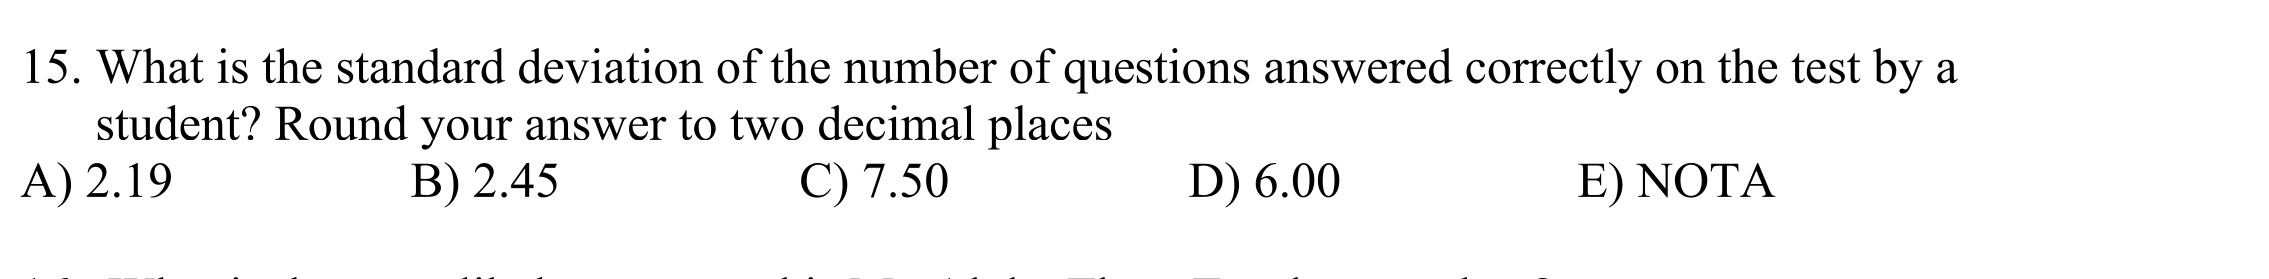 15. What is the standard deviation of the number of questions answered correctly on the test by a
student? Round your answer to two decimal places
A) 2.19 B) 2.45 C) 7.50 D) 6.00 E) NOTA